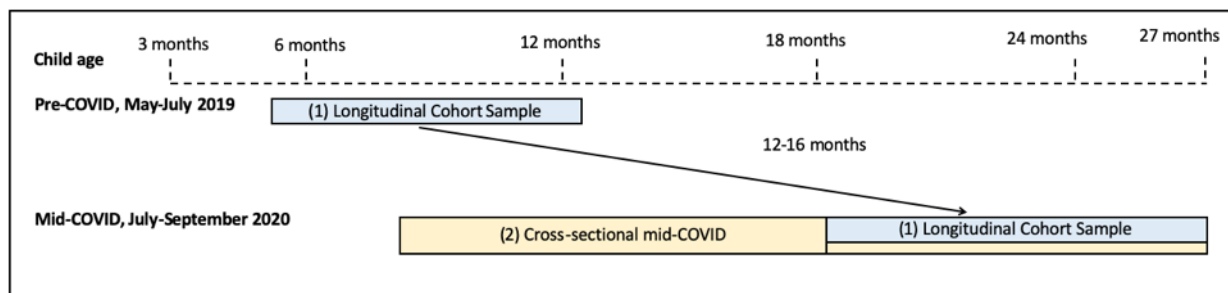 3 months
6 months
12 months
18 months
24 months
27 months
Child age
Pre-COVID, May-July 2019
(1) Longitudinal Cohort Sample
12-16 months
Mid-COVID, July-September 2020
(2) Cross-sectional mid-COVID
(1) Longitudinal Cohort Sample